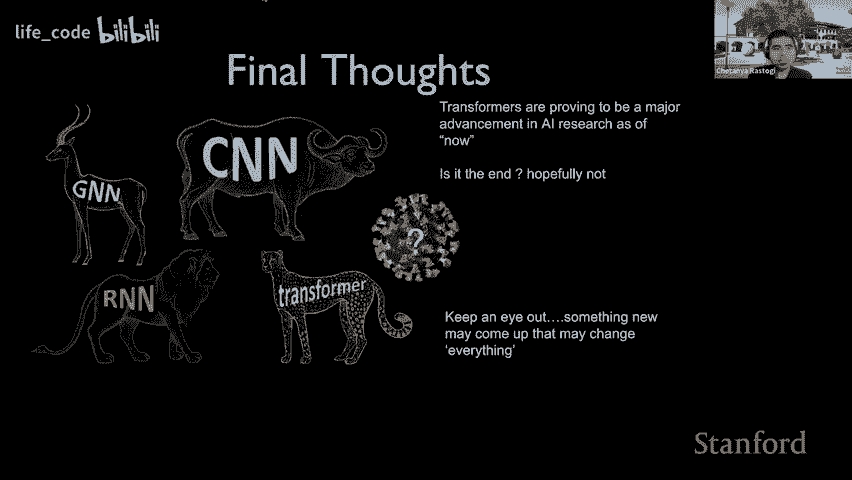 life_code bilibili
Chetanya Rastogi
Final Thoughts
Transformers are proving to be a major
advancement in AI research as of
“now”
Is it the end ? hopefully not
GNN
CNN
?
RNN
transformer
Keep an eye out….something new
may come up that may change
‘everything’
Stanford